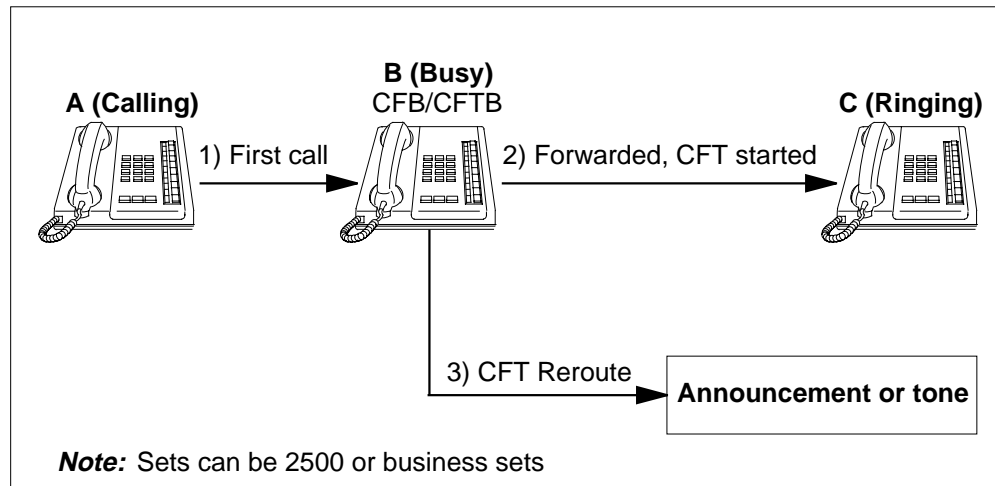 B (Busy)
A (Calling)
CFB/CFTB
C (Ringing)
1) First call
2) Forwarded, CFT started
3) CFT Reroute
Announcement or tone
Note: Sets can be 2500 or business sets